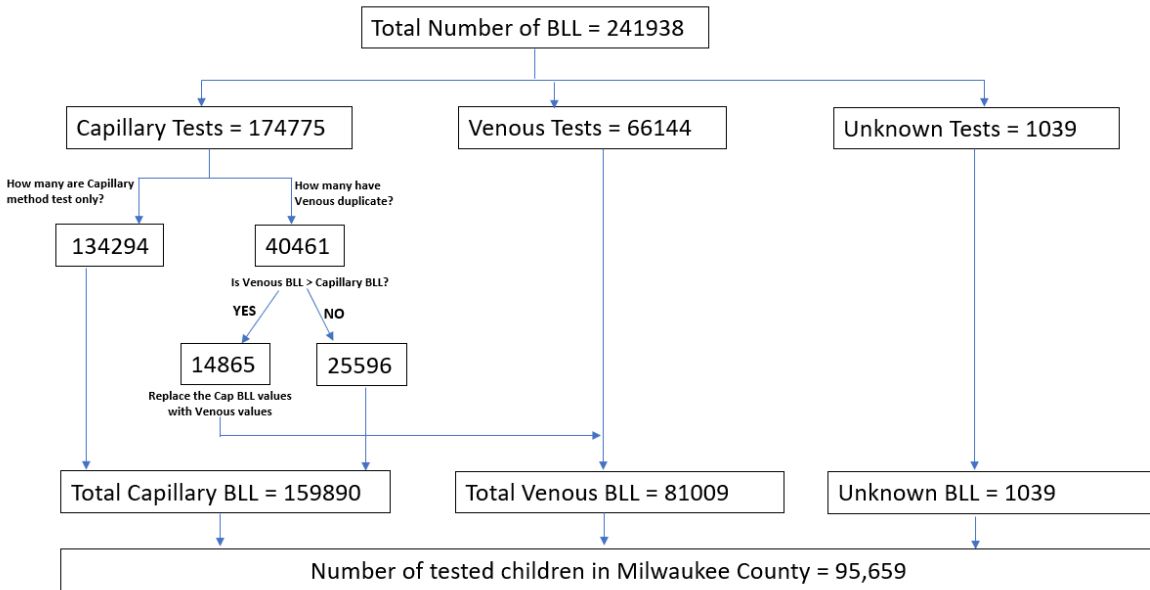 Total Number of BLL = 241938
Capillary Tests = 174775
Venous Tests = 66144
Unknown Tests = 1039
How many are Capillary
method test only?
How many have
Venous duplicate?
134294
40461
Is Venous BLL > Capillary BLL?
YES
NO
14865
25596
Replace the Cap BLL values
with Venous values
Total Capillary BLL = 159890
Total Venous BLL = 81009
Unknown BLL = 1039
Number of tested children in Milwaukee County = 95,659